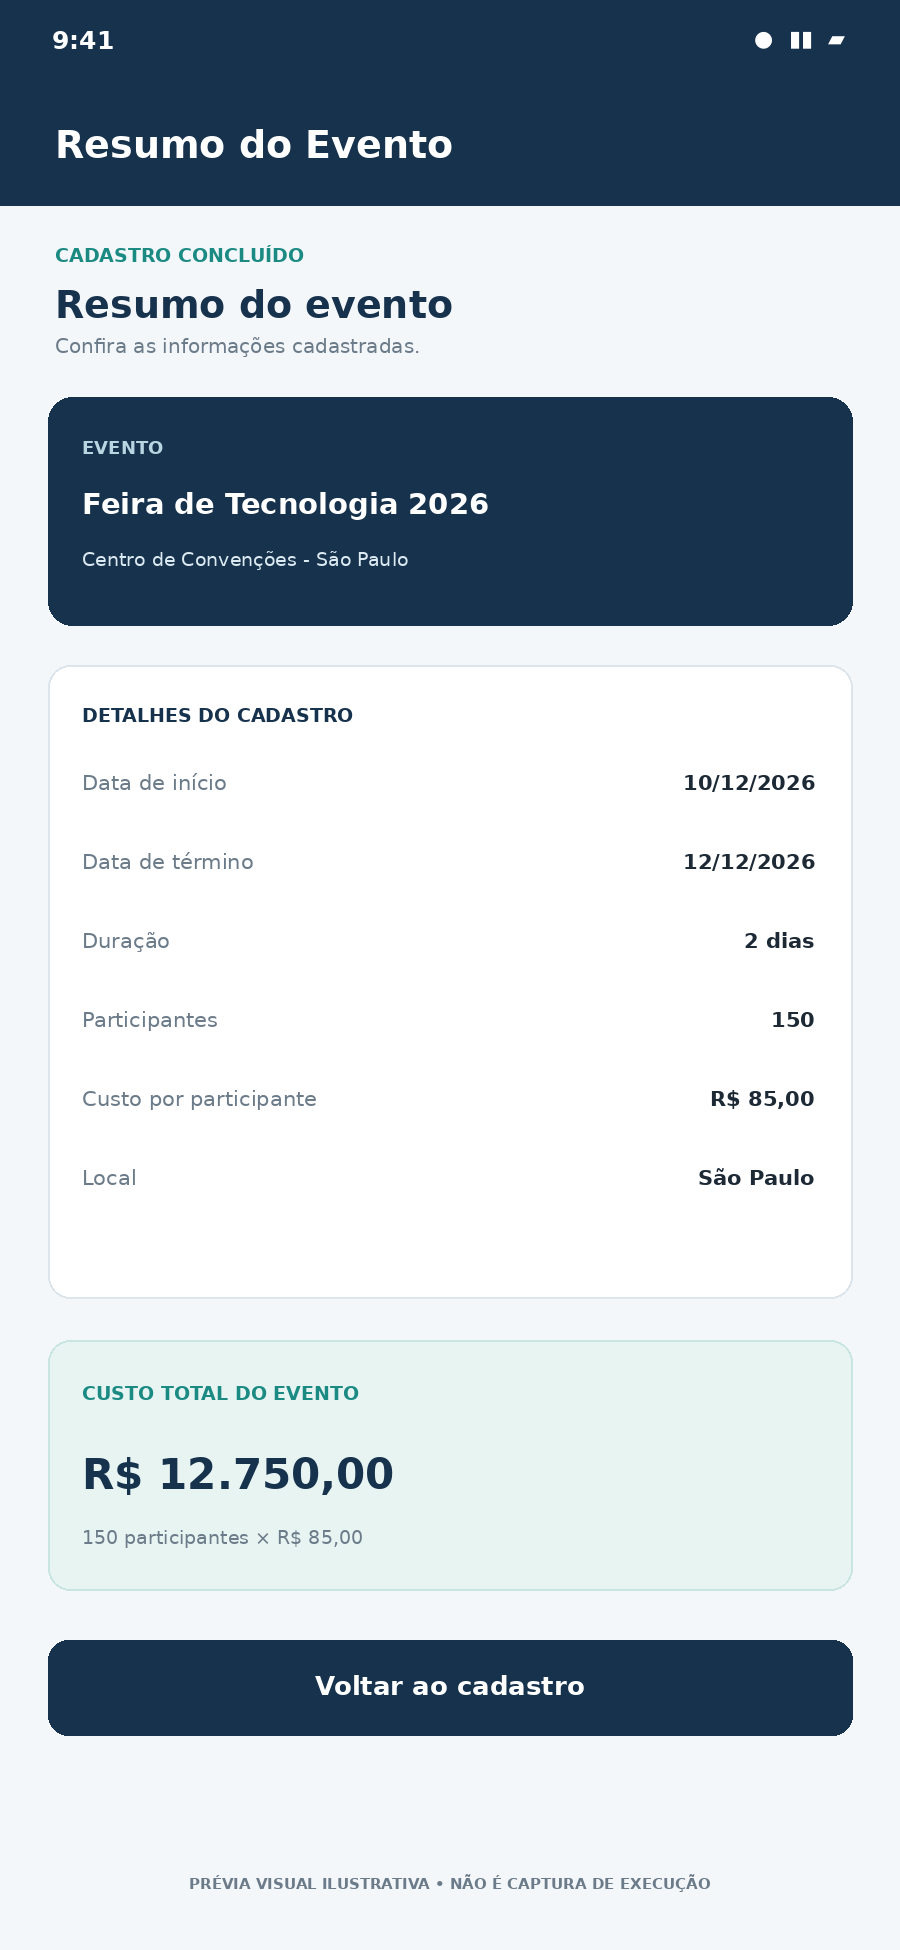 9:41
Resumo do Evento
CADASTRO CONCLUÍDO
Resumo do evento
Confira as informações cadastradas.
EVENTO
Feira de Tecnologia 2026
Centro de Convenções - São Paulo
DETALHES DO CADASTRO
Data de início 10/12/2026
Data de término 12/12/2026
Duração 2 dias
Participantes 150
Custo por participante R$ 85,00
Local São Paulo
CUSTO TOTAL DO EVENTO
R$ 12.750,00
150 participantes × R$ 85,00
Voltar ao cadastro
PRÉVIA VISUAL ILUSTRATIVA • NÃO É CAPTURA DE EXECUÇÃO